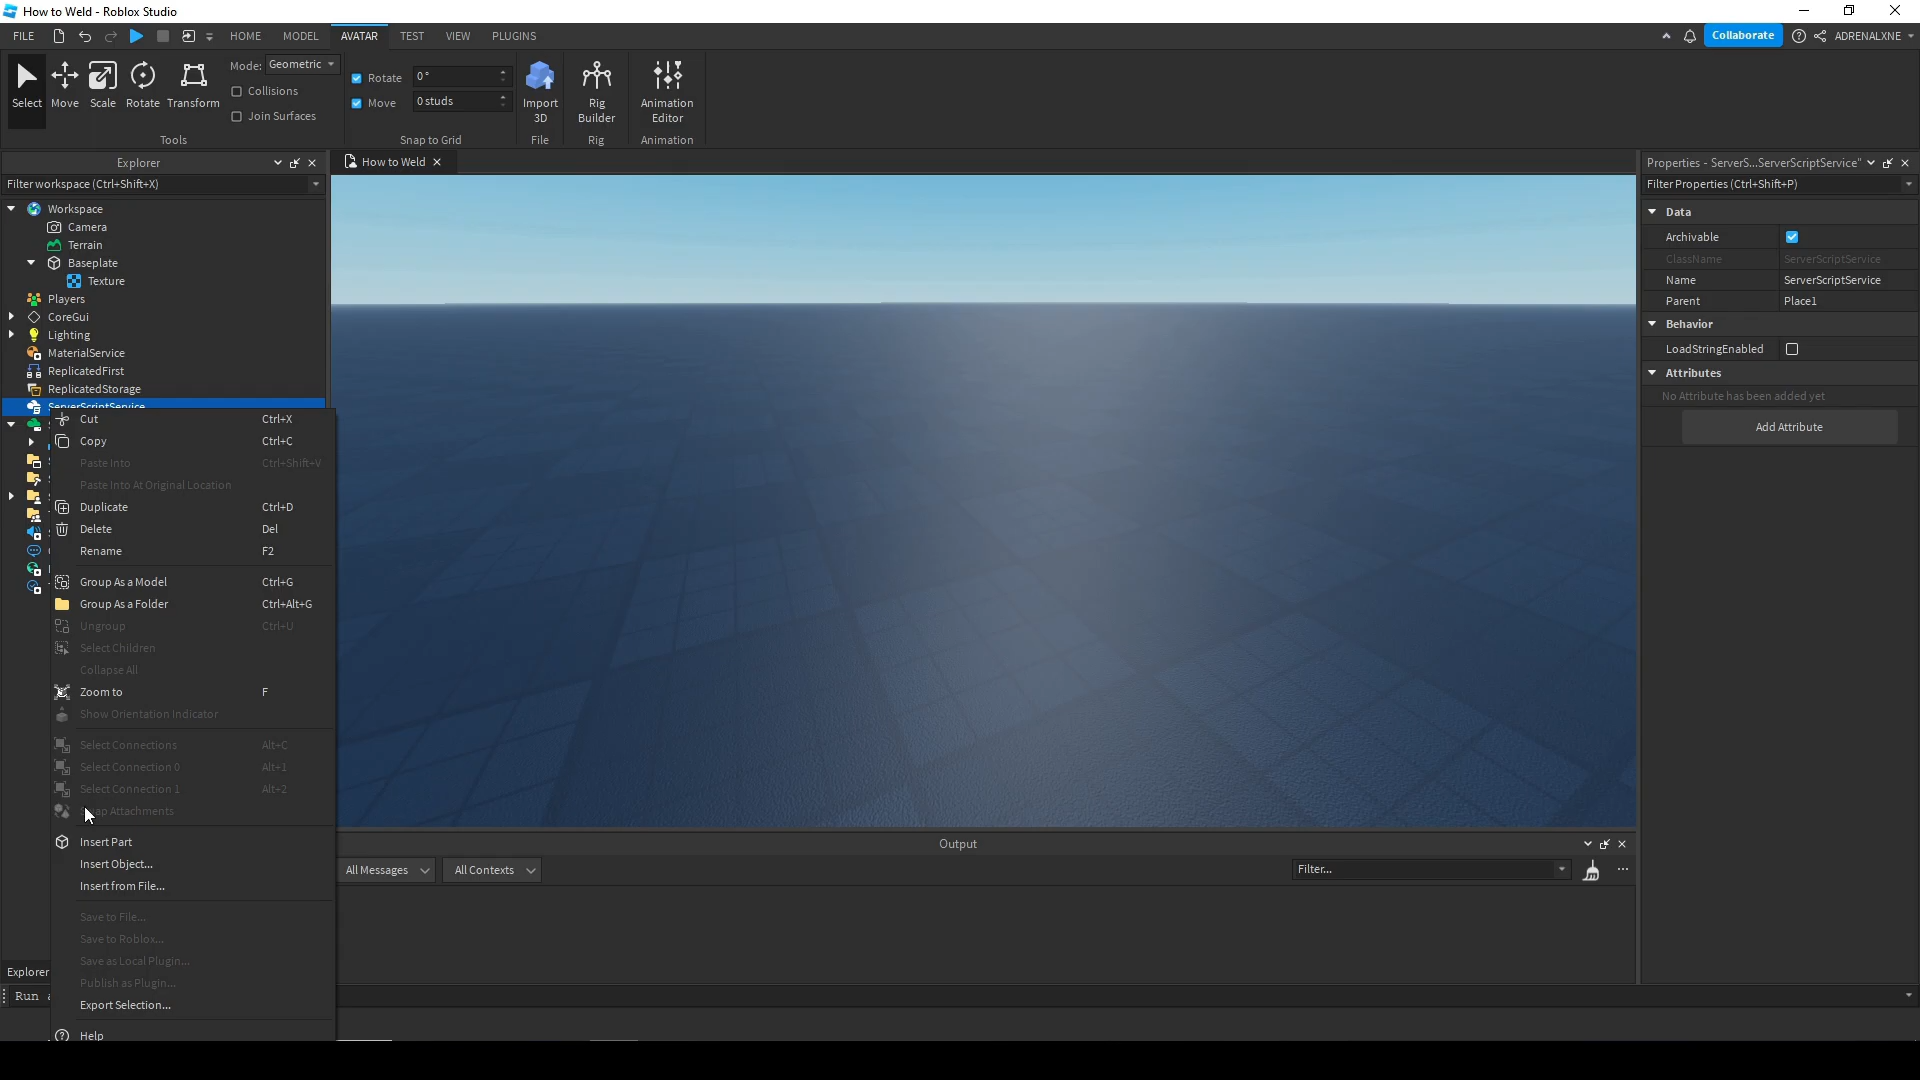 How to Weld - Roblox Studio
FILE HOME MODEL AVATAR TEST VIEW PLUGINS Collaborate ADRENALXNE
Select Move Scale Rotate Transform
Mode: Geometric
Collisions
Join Surfaces
Tools
Rotate 0 °
Move 0 studs
Snap to Grid
Import 3D
File
Rig Builder
Rig
Animation Editor
Animation
Explorer
Filter workspace (Ctrl+Shift+X)
Workspace
Camera
Terrain
Baseplate
Texture
Players
CoreGui
Lighting
MaterialService
ReplicatedFirst
ReplicatedStorage
ServerScriptService
Cut Ctrl+X
Copy Ctrl+C
Paste Into Ctrl+Shift+V
Paste Into At Original Location
Duplicate Ctrl+D
Delete Del
Rename F2
Group As a Model Ctrl+G
Group As a Folder Ctrl+Alt+G
Ungroup Ctrl+U
Select Children
Collapse All
Zoom to F
Show Orientation Indicator
Select Connections Alt+C
Select Connection 0 Alt+1
Select Connection 1 Alt+2
Attachments
Insert Part
Insert Object...
Insert from File...
Save to File...
Save to Roblox...
Save as Local Plugin...
Publish as Plugin...
Export Selection...
Help
Explorer
Run
How to Weld
Output
All Messages All Contexts Filter...
Properties - ServerS...ServerScriptService"
Filter Properties (Ctrl+Shift+P)
Data
Archivable
ClassName ServerScriptService
Name ServerScriptService
Parent Place1
Behavior
LoadStringEnabled
Attributes
No Attribute has been added yet
Add Attribute